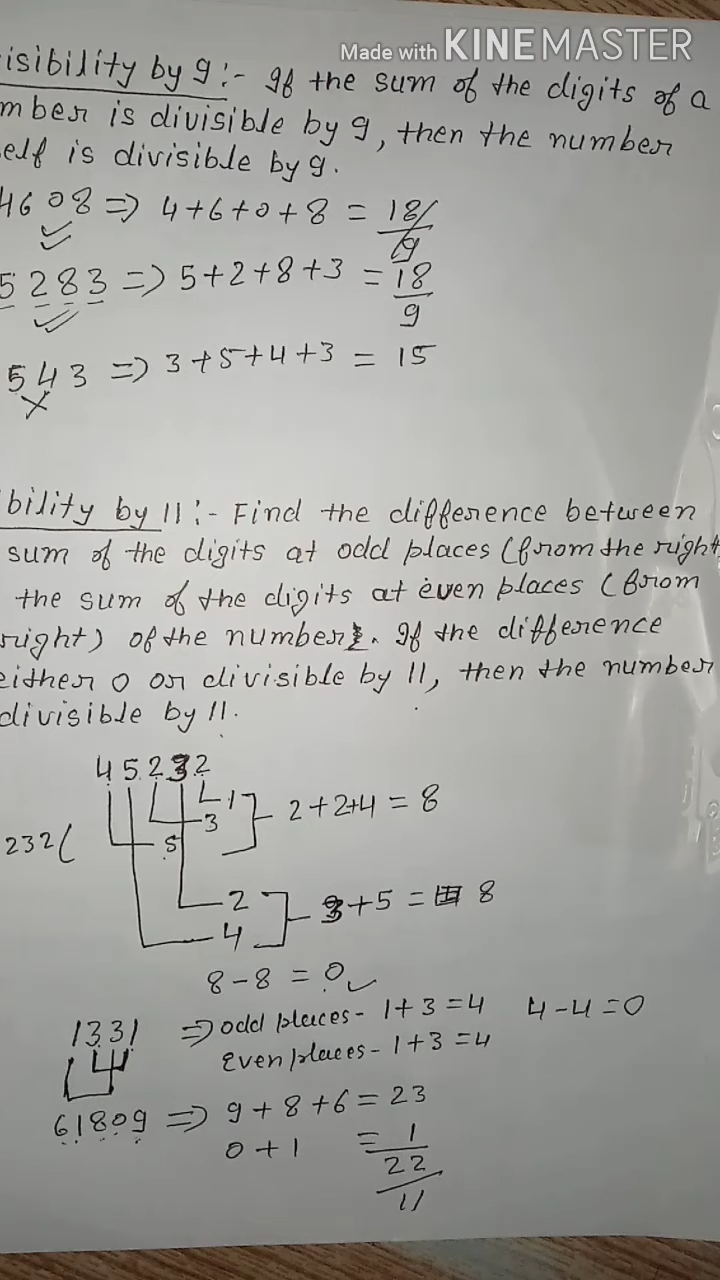 Made with KINEMASTER
isibility by 9:- If the sum of the digits of a
mber is divisible by 9, then the number
elf is divisible by 9.
4608 => 4+6+0+8 = 18/9
5283 => 5+2+8+3 = 18/9
543 => 3+5+4+3 = 15
bility by 11:- Find the difference between
sum of the digits at odd places (from the right
the sum of the digits at even places (from
right) of the number. If the difference
either 0 or divisible by 11, then the number
divisible by 11.
45232
1
3
5
2+2+4 = 8
232(
2
4
3+5 = 8
8-8 = 0
1331 => odd places - 1+3=4 4-4=0
Even places - 1+3=4
61809 => 9+8+6 = 23
0+1 = 1
22
11